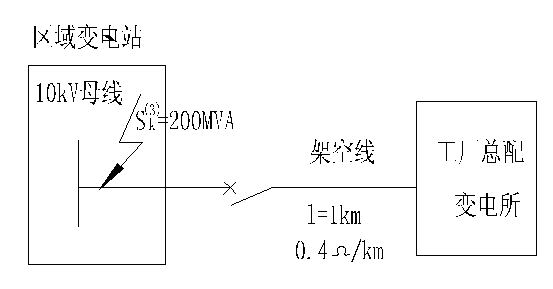 区域变电站
10kV母线
S_k^(3)=200MVA
架空线
l=1km
0.4Ω/km
工厂总配
变电所